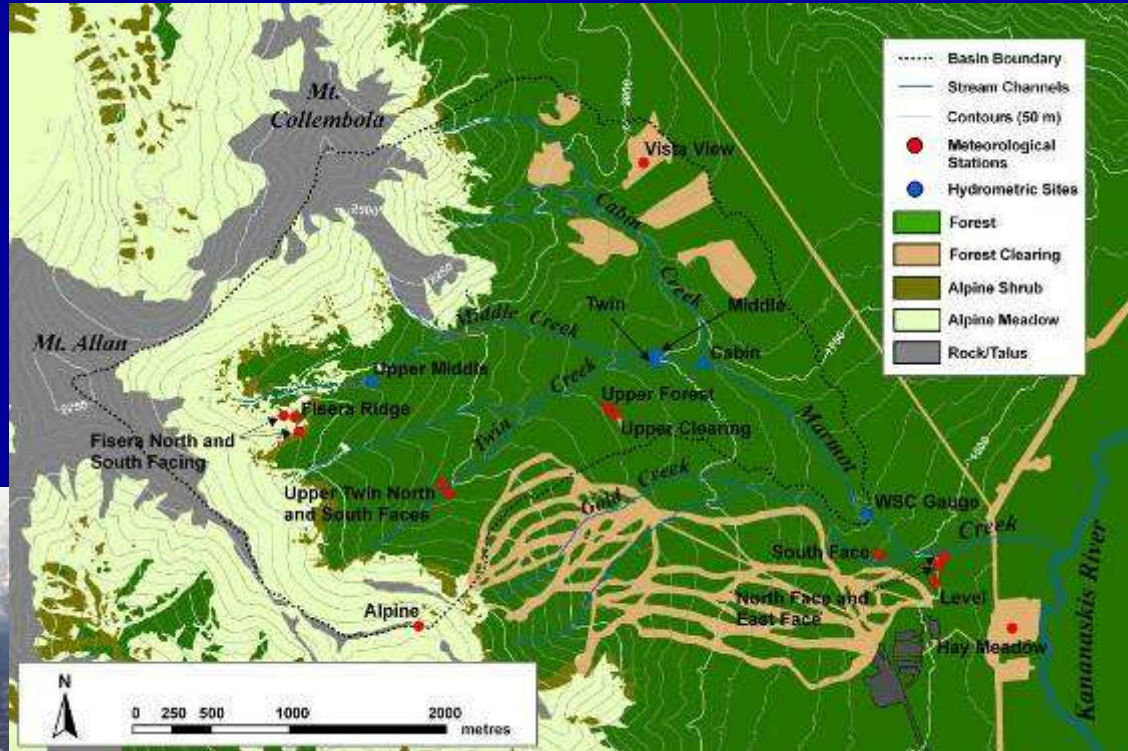 Mt.
Collembola
Mt. Allan
Vista View
Cabin
Creek
Twin
Middle
Middle Creek
Cabin
Upper Middle
Twin
Creek
Upper Forest
Upper Clearing
Fisera Ridge
Fisera North and
South Facing
Upper Twin North
and South Faces
Marmot
Creek
Gold Creek
WSC Gauge
South Face
North Face and
East Face
Level
Alpine
Hay Meadow
Kananaskis River
2500
2250
Basin Boundary
Stream Channels
Contours (50 m)
Meteorological
Stations
Hydrometric Sites
Forest
Forest Clearing
Alpine Shrub
Alpine Meadow
Rock/Talus
N
0 250 500 1000 2000
metres